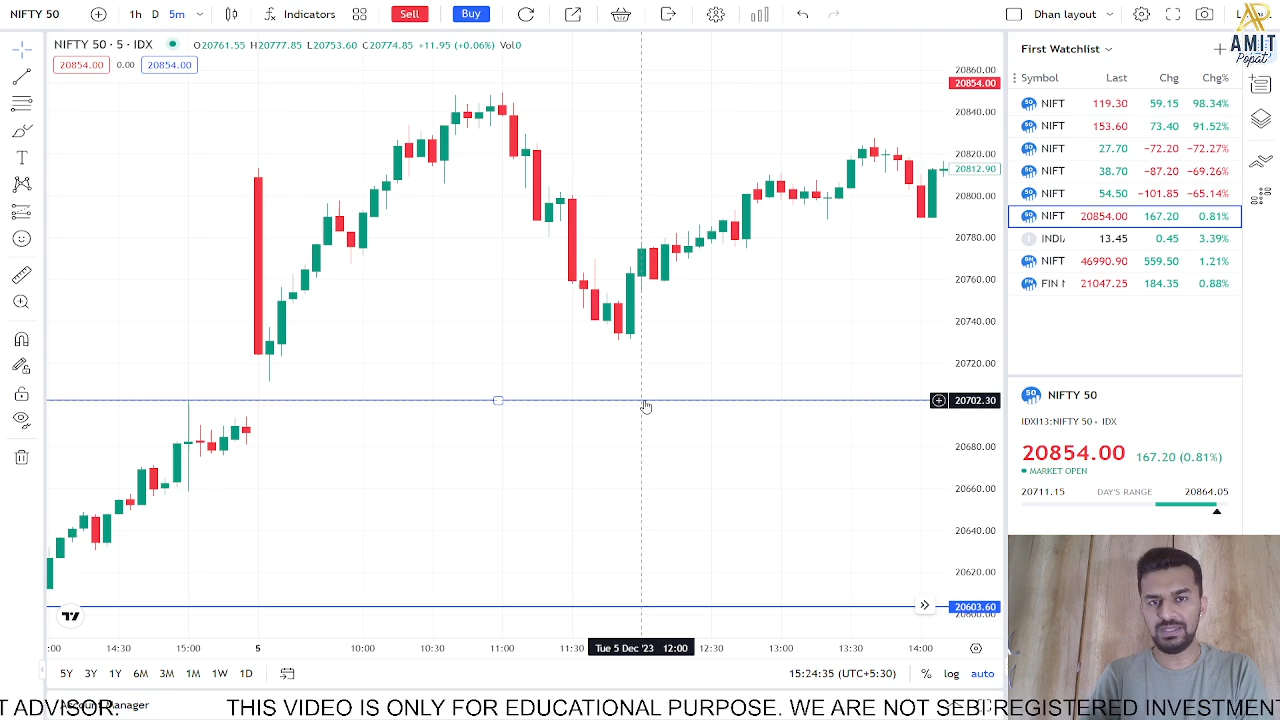 NIFTY 50 1h D 5m Indicators Sell Buy Dhan layout
NIFTY 50 · 5 · IDX O20761.55 H20777.85 L20753.60 C20774.85 +11.95 (+0.06%) Vol0
20854.00 0.00 20854.00
AMIT
Popat
20860.00
20854.00
20840.00
20820.00
20812.90
20800.00
20780.00
20760.00
20740.00
20720.00
20702.30
20680.00
20660.00
20640.00
20620.00
20603.60
:00 14:30 15:00 5 10:00 10:30 11:00 11:30 Tue 5 Dec '23 12:00 12:30 13:00 13:30 14:00
5Y 3Y 1Y 6M 3M 1M 1W 1D 15:24:35 (UTC+5:30) % log auto
First Watchlist
Symbol Last Chg Chg%
NIFT 119.30 59.15 98.34%
NIFT 153.60 73.40 91.52%
NIFT 27.70 −72.20 −72.27%
NIFT 38.70 −87.20 −69.26%
NIFT 54.50 −101.85 −65.14%
NIFT 20854.00 167.20 0.81%
INDI 13.45 0.45 3.39%
NIFT 46990.90 559.50 1.21%
FIN 21047.25 184.35 0.88%
NIFTY 50
IDXI13:NIFTY 50 · IDX
20854.00 167.20 (0.81%)
MARKET OPEN
20711.15 DAY'S RANGE 20864.05
T ADVISOR THIS VIDEO IS ONLY FOR EDUCATIONAL PURPOSE. WE ARE NOT SEBI REGISTERED INVESTMEN